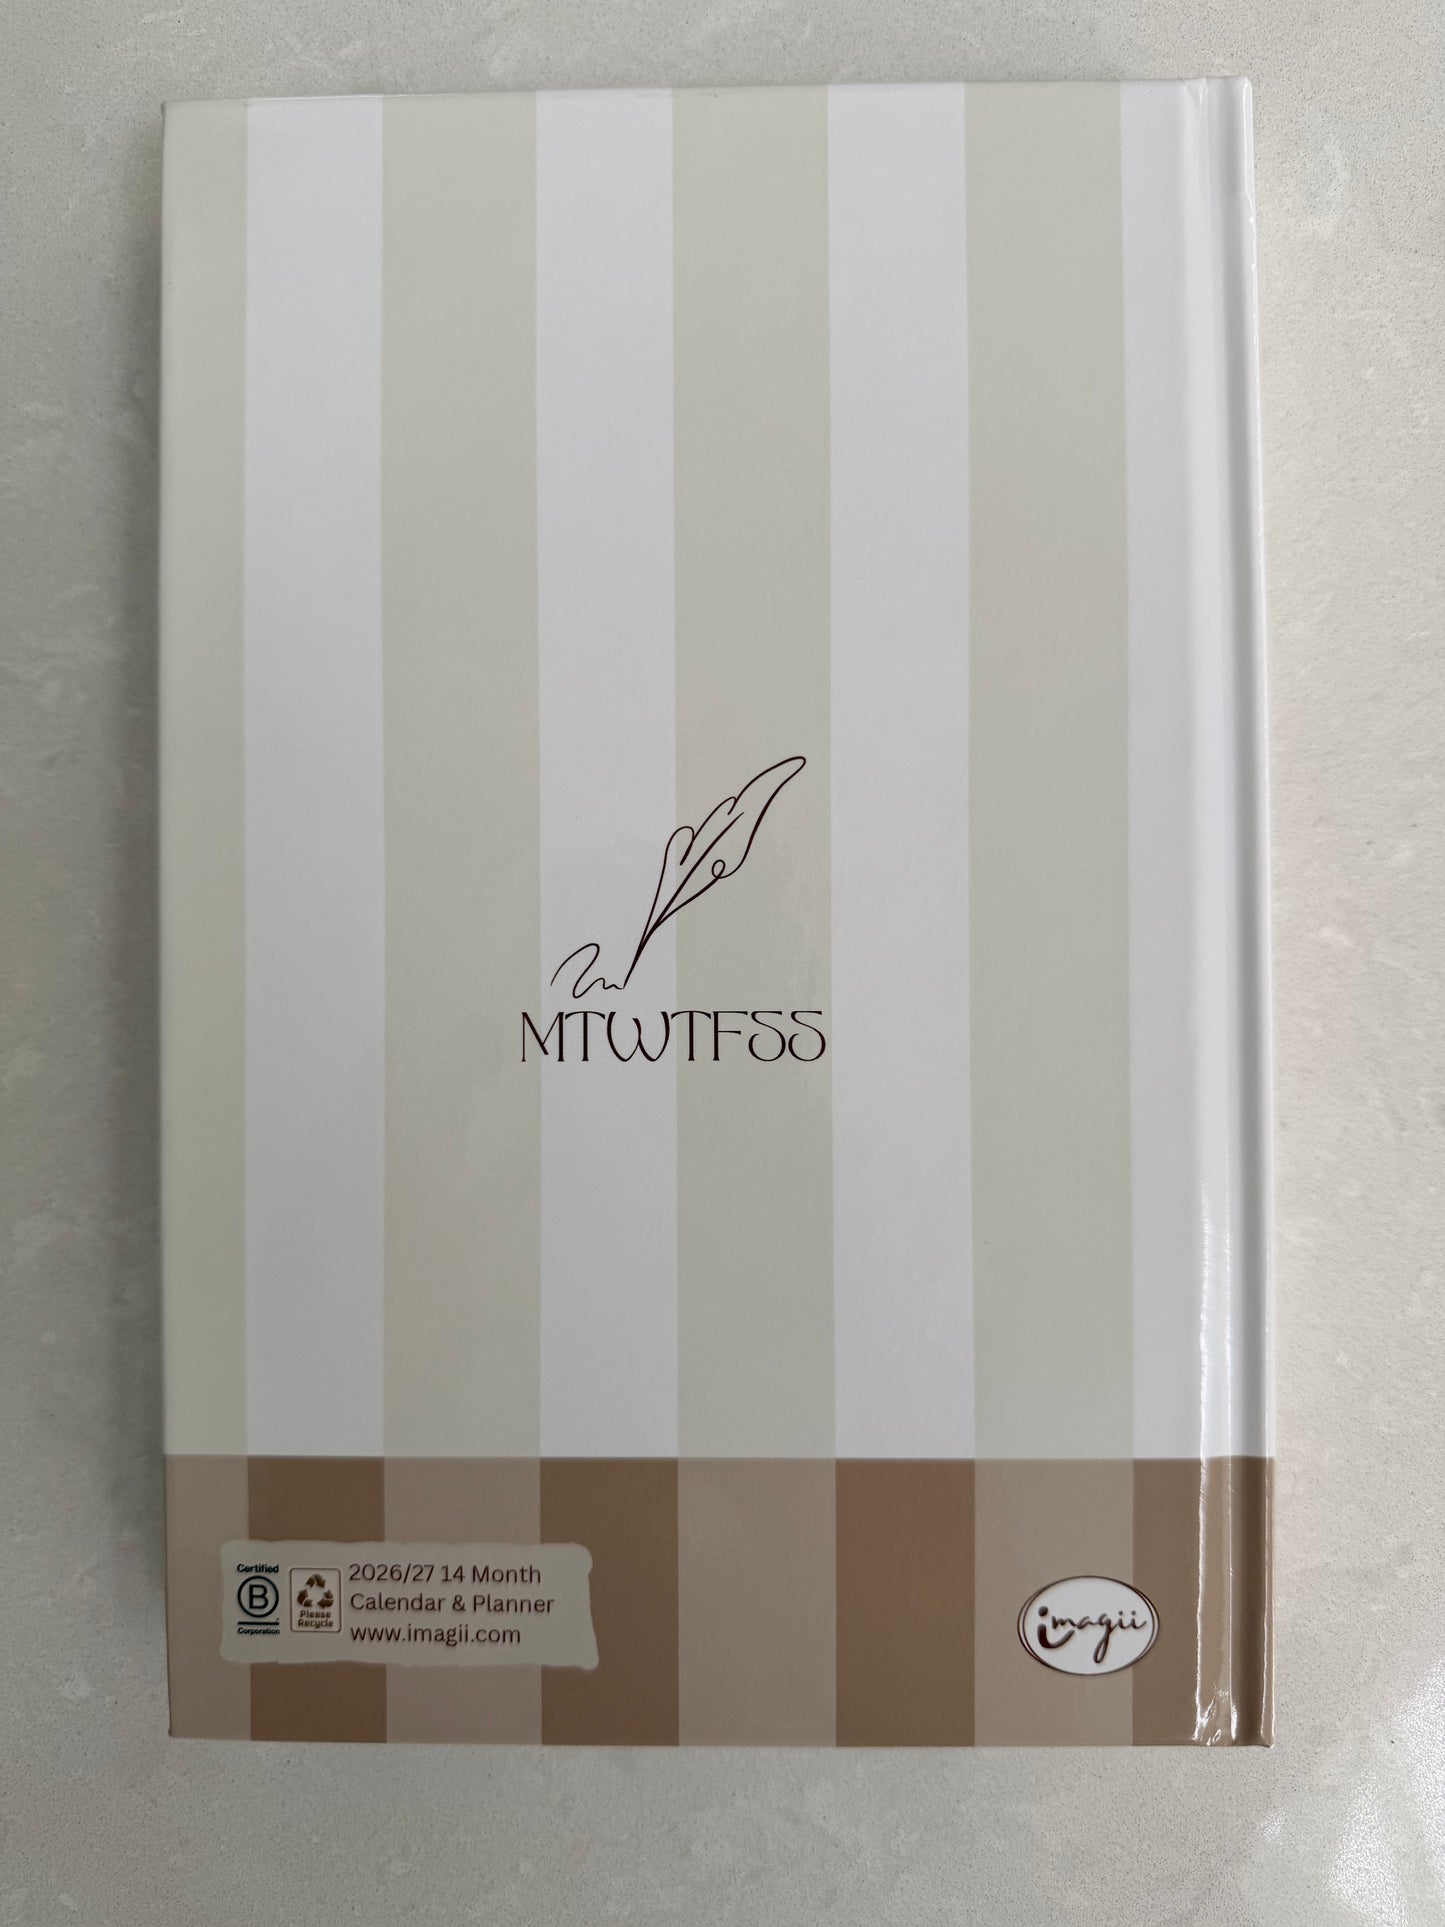 MTWTFSS
Certified
B
Corporation
Please
Recycle
2026/27 14 Month
Calendar & Planner
www.imagii.com
imagii